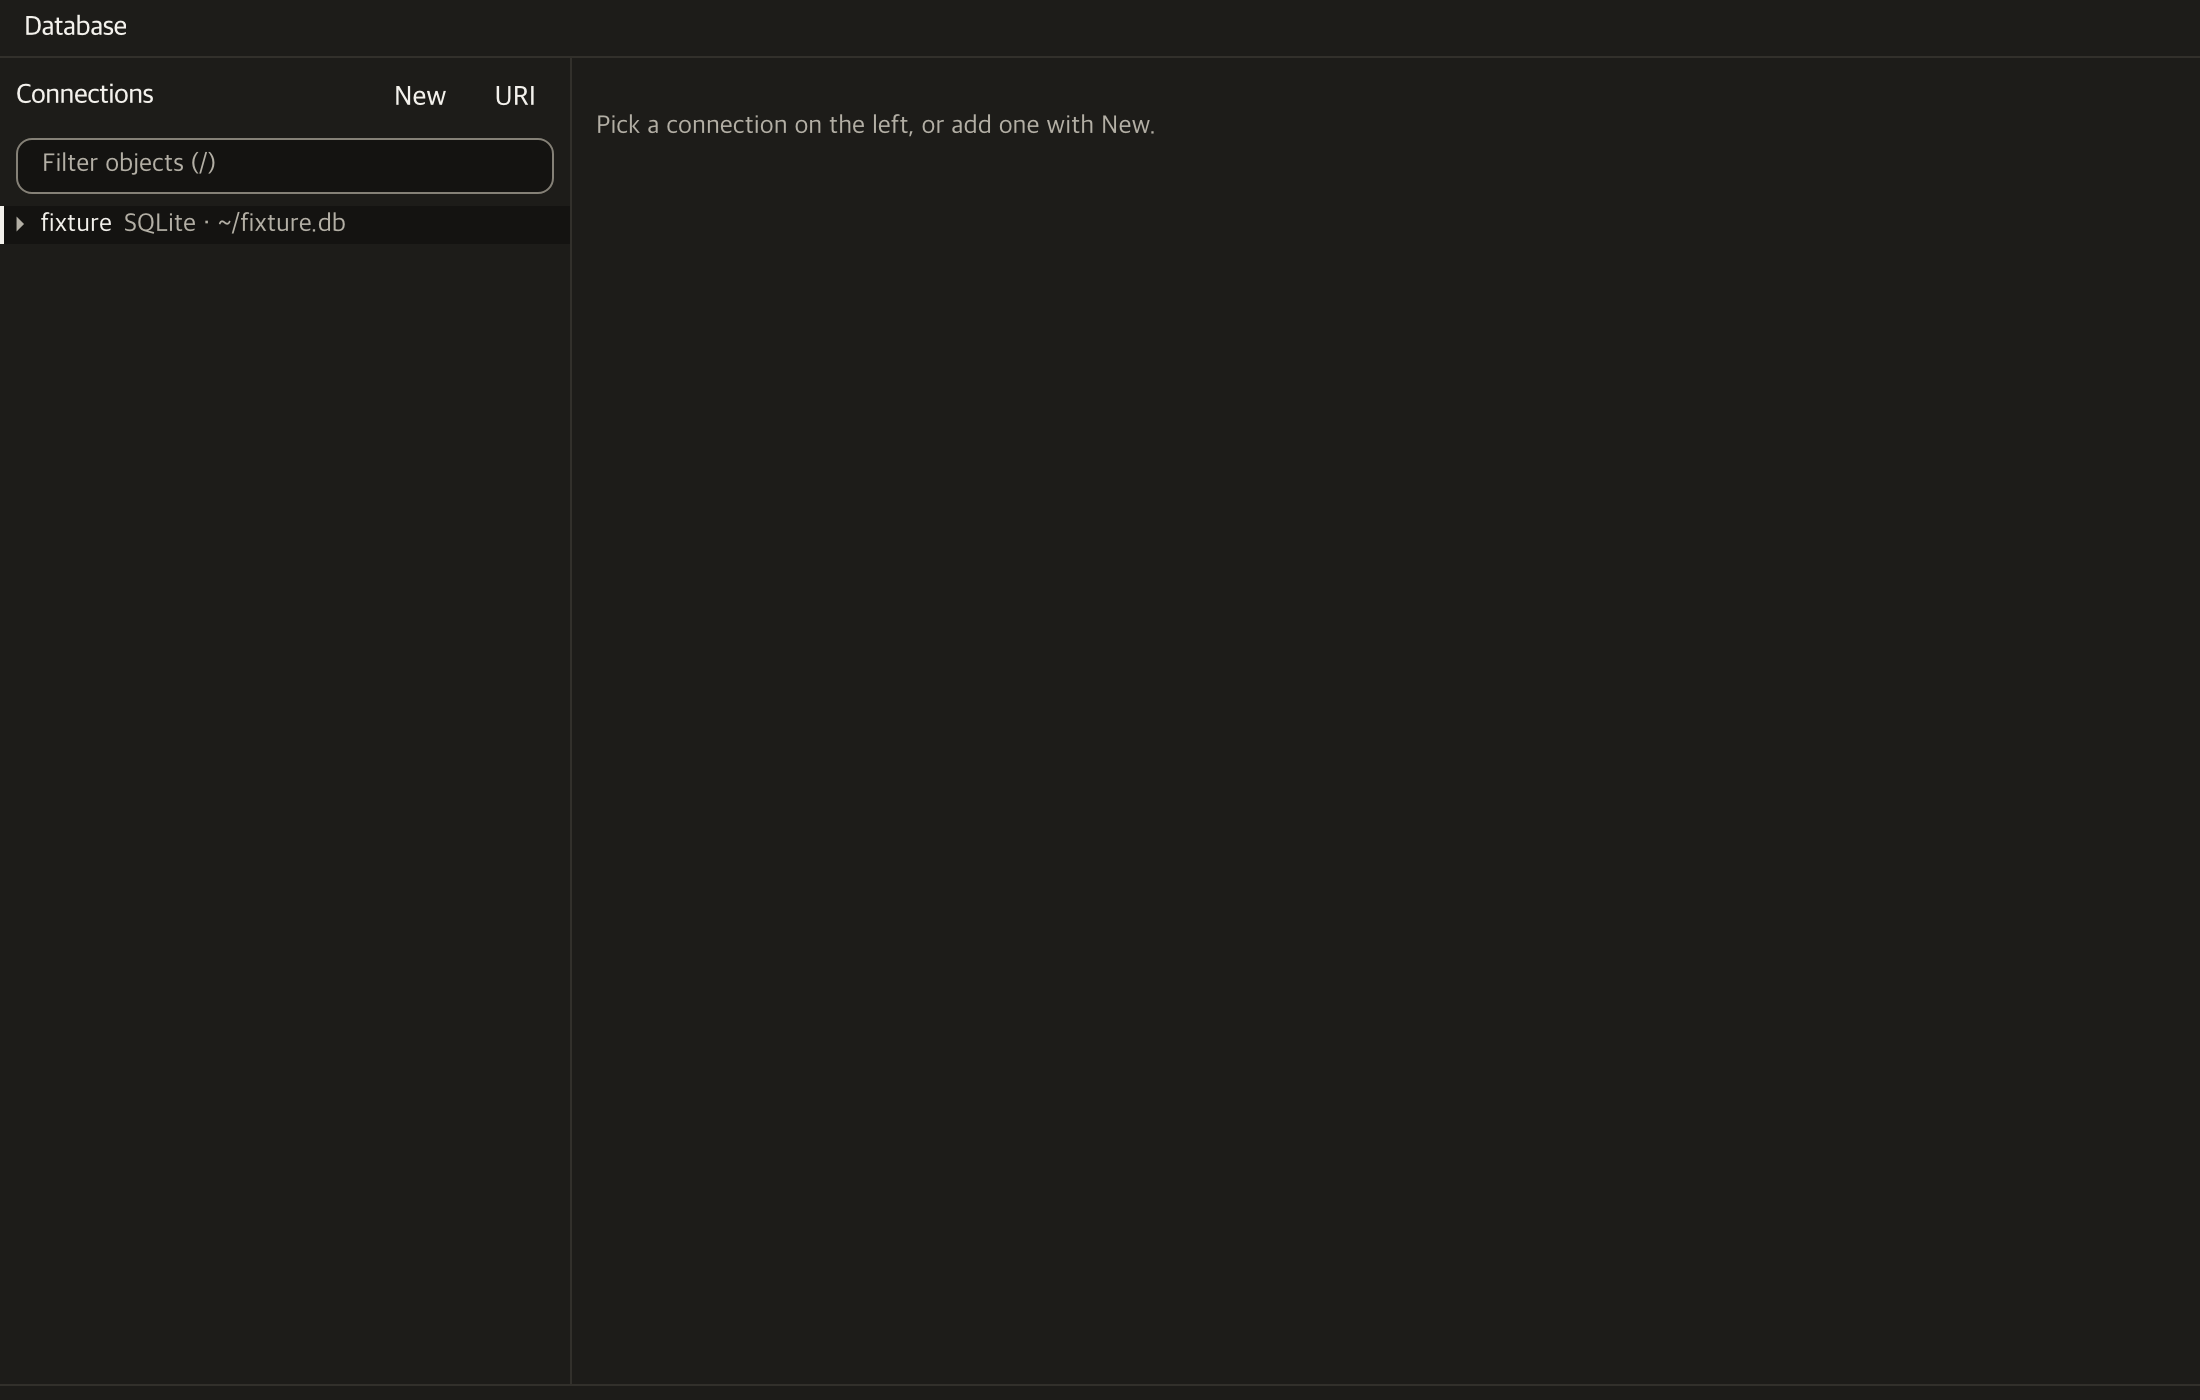 Database
Connections New URI
Filter objects (/)
fixture SQLite · ~/fixture.db
Pick a connection on the left, or add one with New.